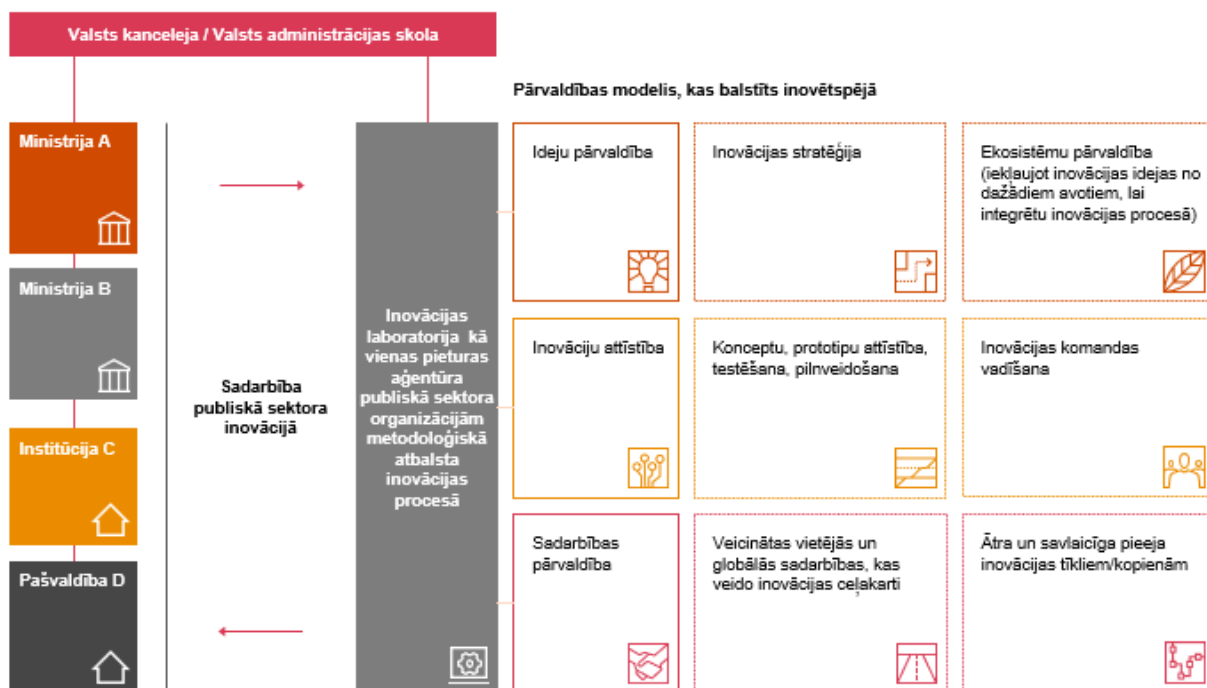 Valsts kanceleja / Valsts administrācijas skola
Pārvaldības modelis, kas balstīts inovētspējā
Ministrija A
Ministrija B
Institūcija C
Pašvaldība D
Sadarbība
publiskā sektora
inovācijā
Inovācijas
laboratorija kā
vienas pieturas
aģentūra
publiskā sektora
organizācijām
metodoloģiskā
atbalsta
inovācijas
procesā
Ideju pārvaldība
Inovācijas stratēģija
Ekosistēmu pārvaldība
(iekļaujot inovācijas idejas no
dažādiem avotiem, lai
integrētu inovācijas procesā)
Inovāciju attīstība
Konceptu, prototipu attīstība,
testēšana, pilnveidošana
Inovācijas komandas
vadīšana
Sadarbības
pārvaldība
Veicinātas vietējās un
globālās sadarbības, kas
veido inovācijas ceļakarti
Ātra un savlaicīga pieeja
inovācijas tīkliem/kopienām